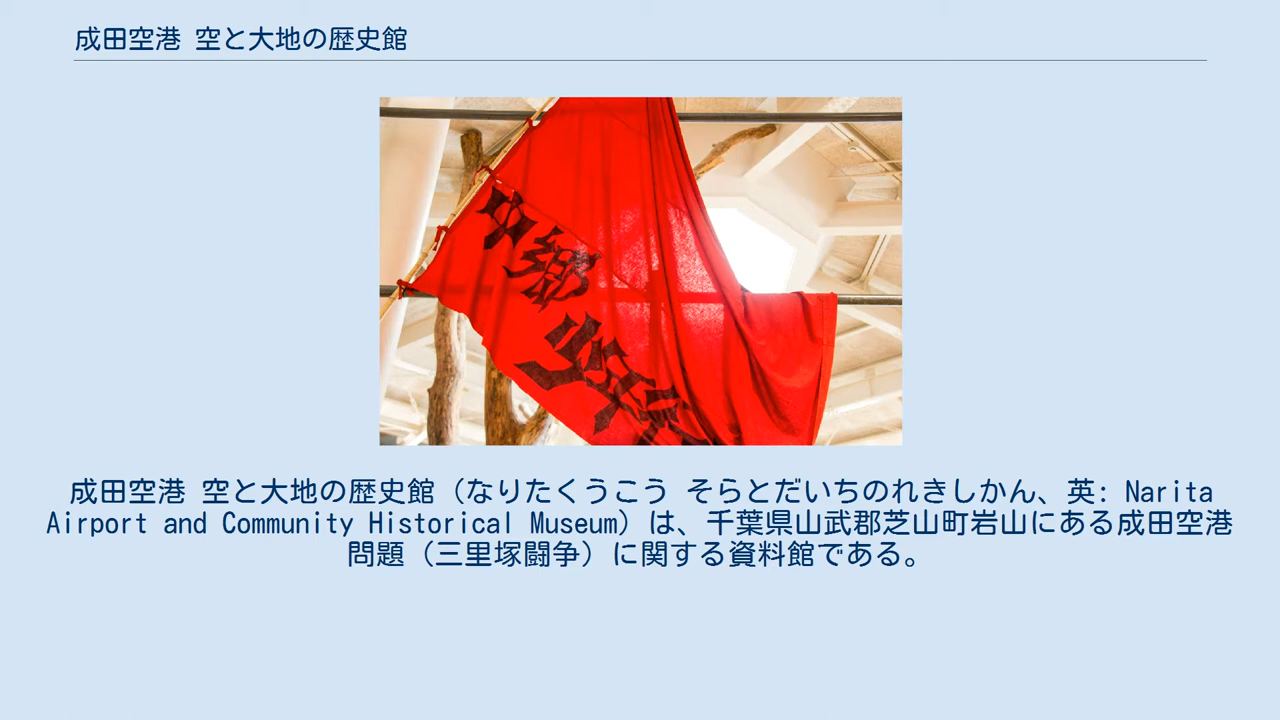 成田空港 空と大地の歴史館
中郷
成田空港 空と大地の歴史館（なりたくうこう そらとだいちのれきしかん、英: Narita
Airport and Community Historical Museum）は、千葉県山武郡芝山町岩山にある成田空港
問題（三里塚闘争）に関する資料館である。